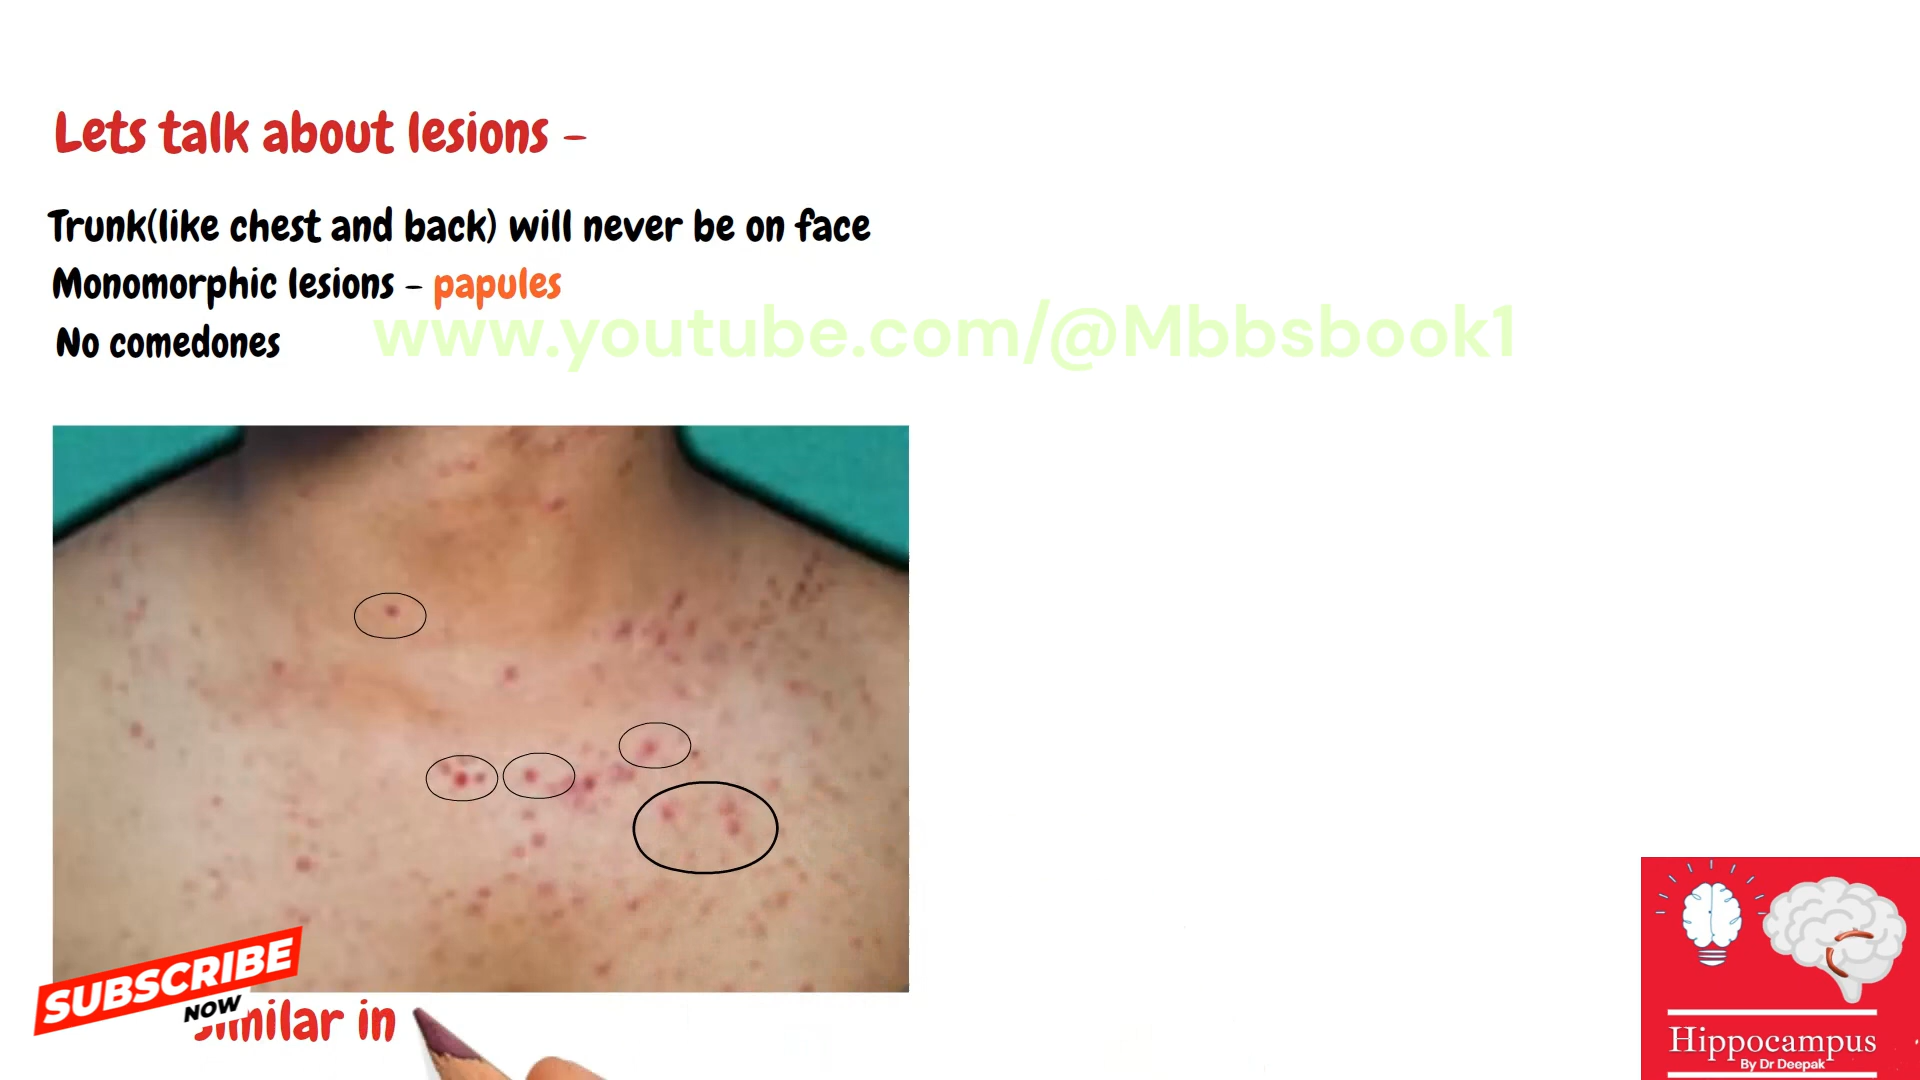 Lets talk about lesions -
Trunk(like chest and back) will never be on face
Monomorphic lesions - papules
No comedones
www.youtube.com/@Mbbsbook1
SUBSCRIBE
NOW
Similar in
Hippocampus
By Dr Deepak